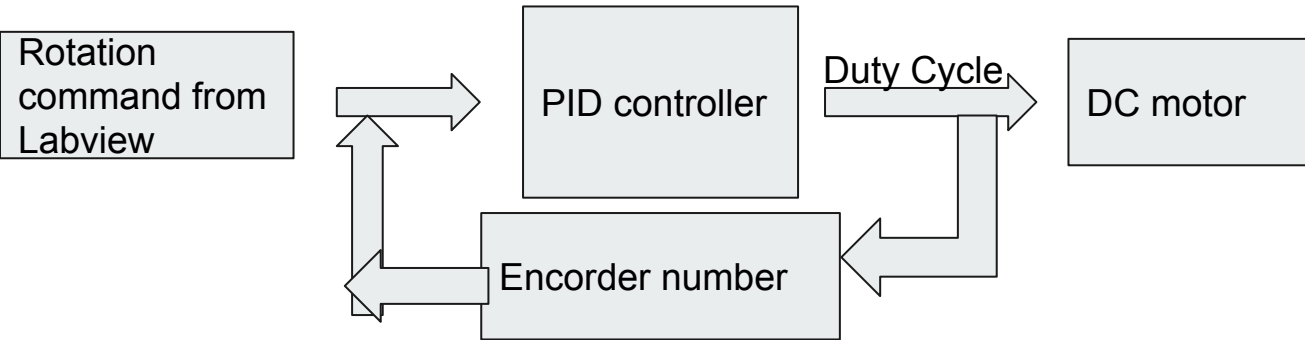 Rotation
command from
Labview
PID controller
Duty Cycle
DC motor
Encorder number